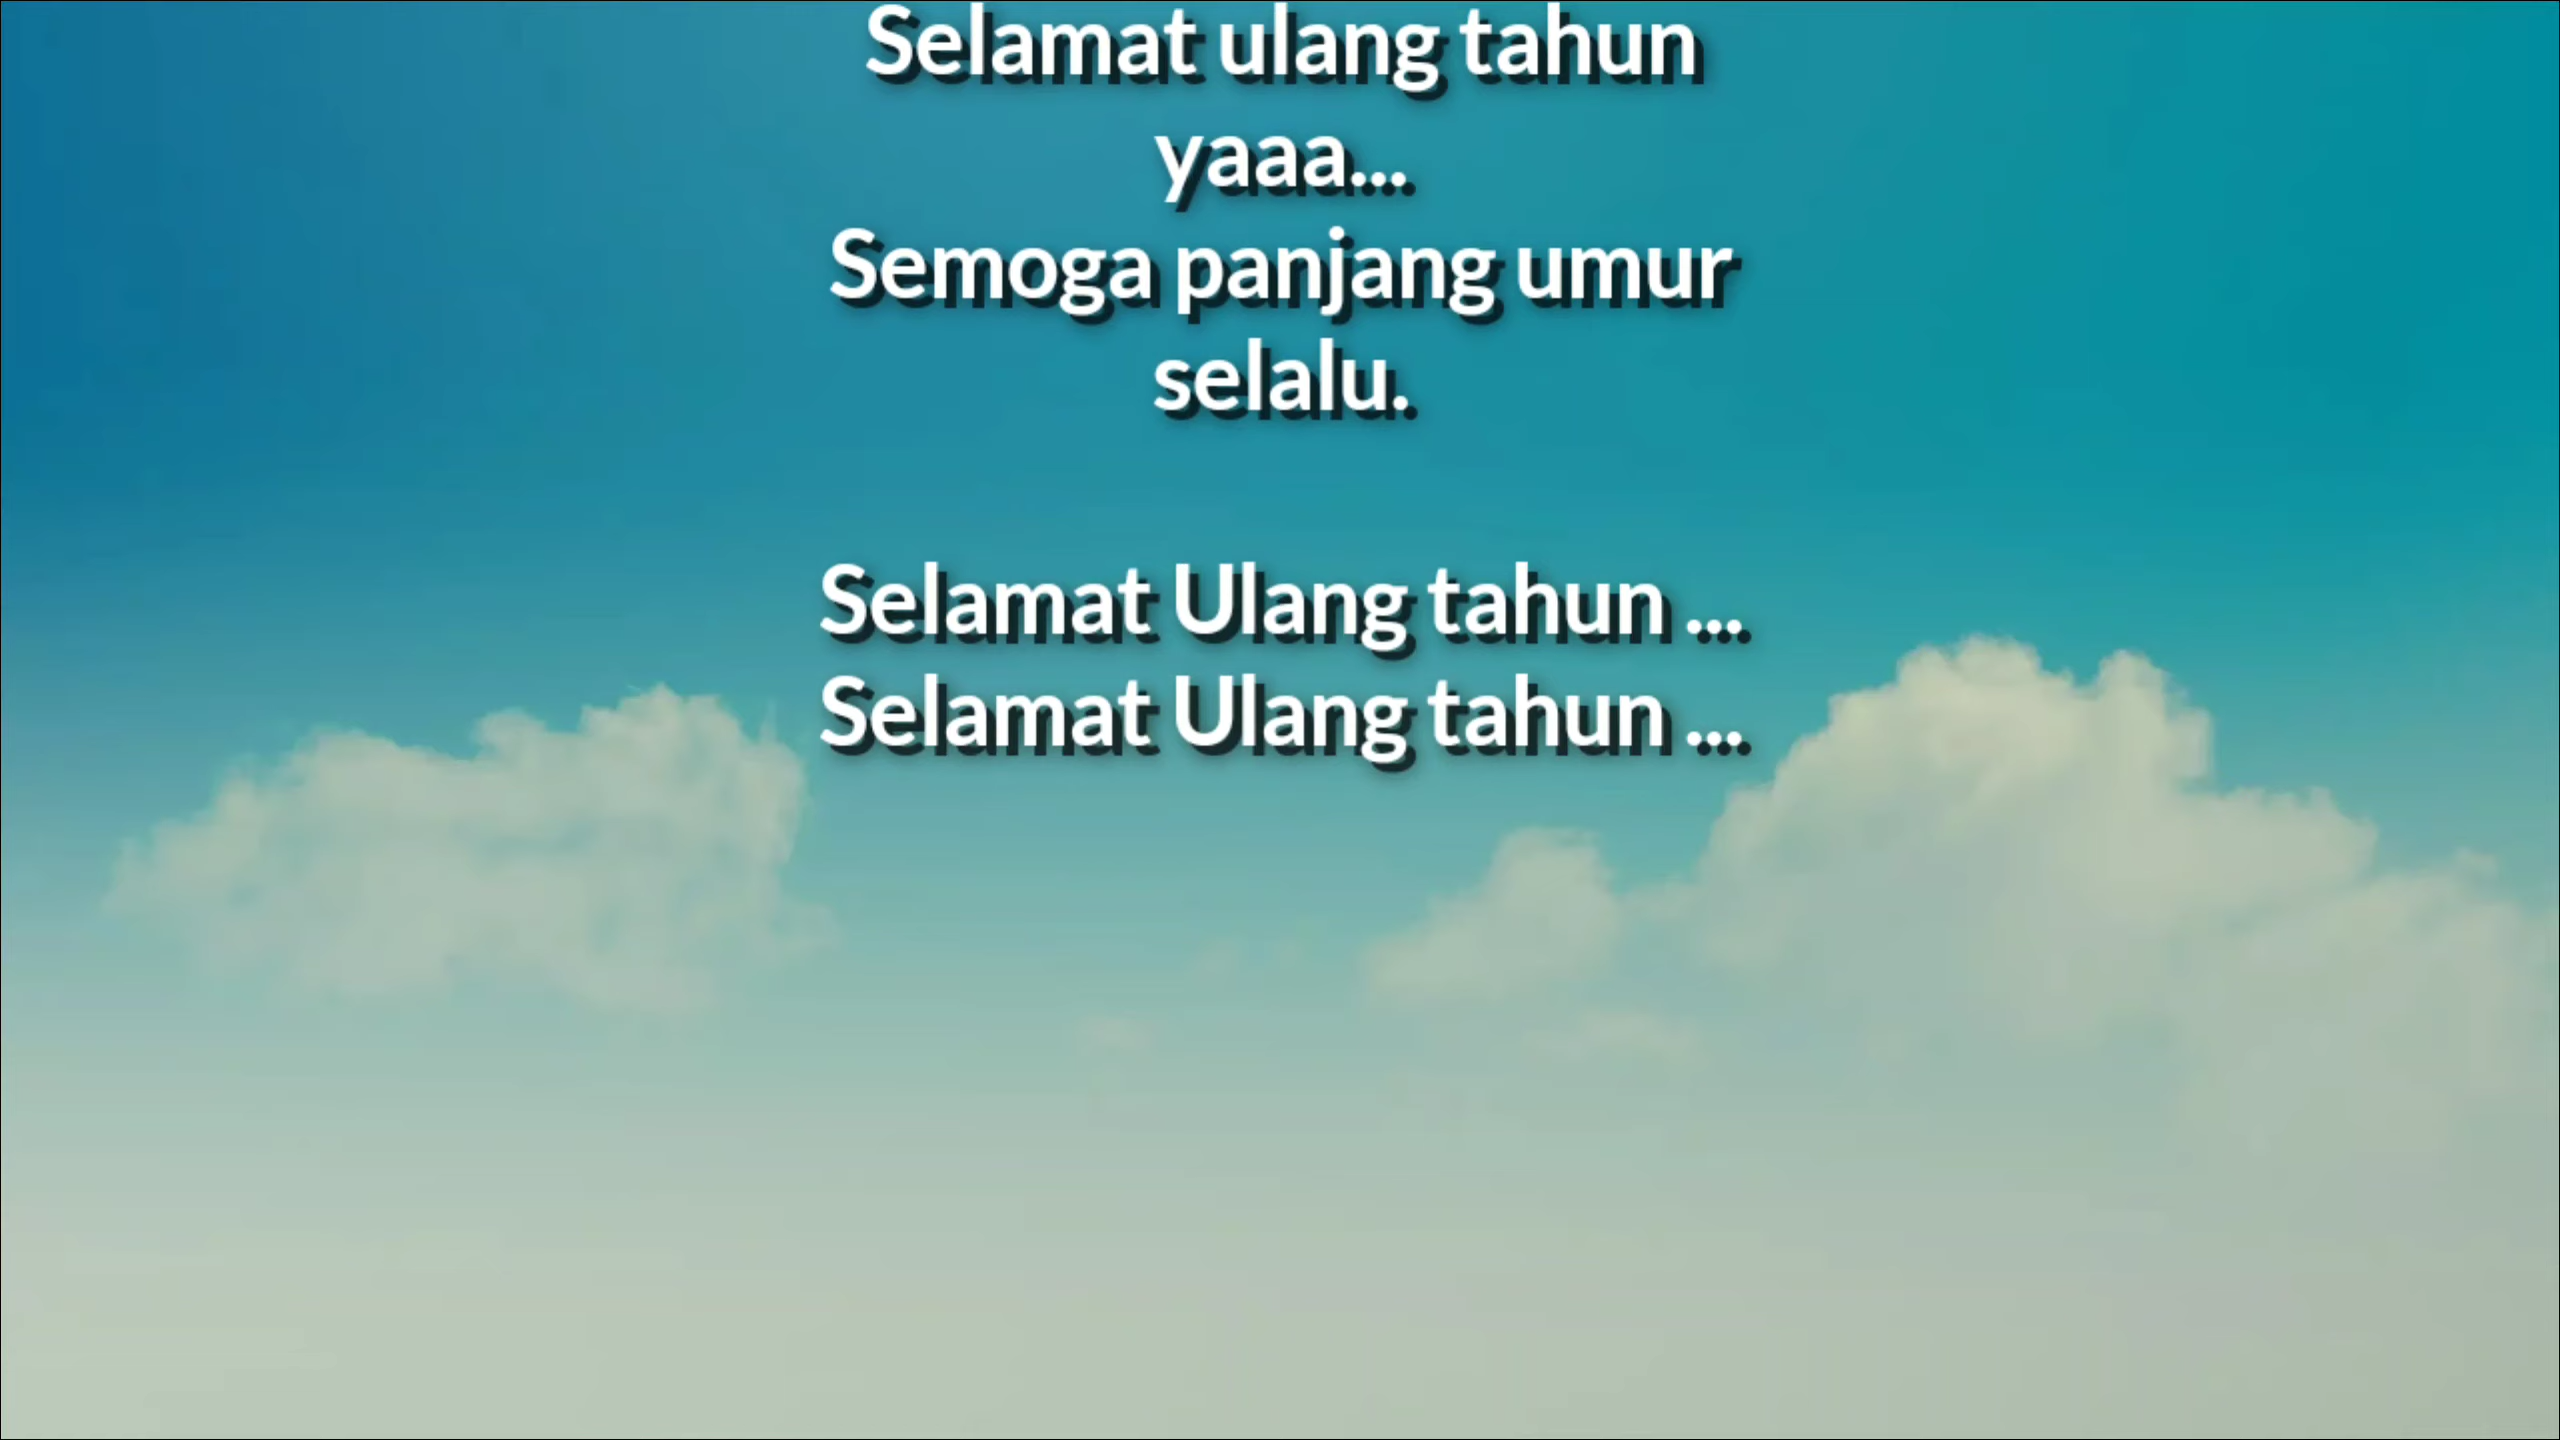 Selamat ulang tahun
yaaa...
Semoga panjang umur
selalu.
Selamat Ulang tahun ...
Selamat Ulang tahun ...